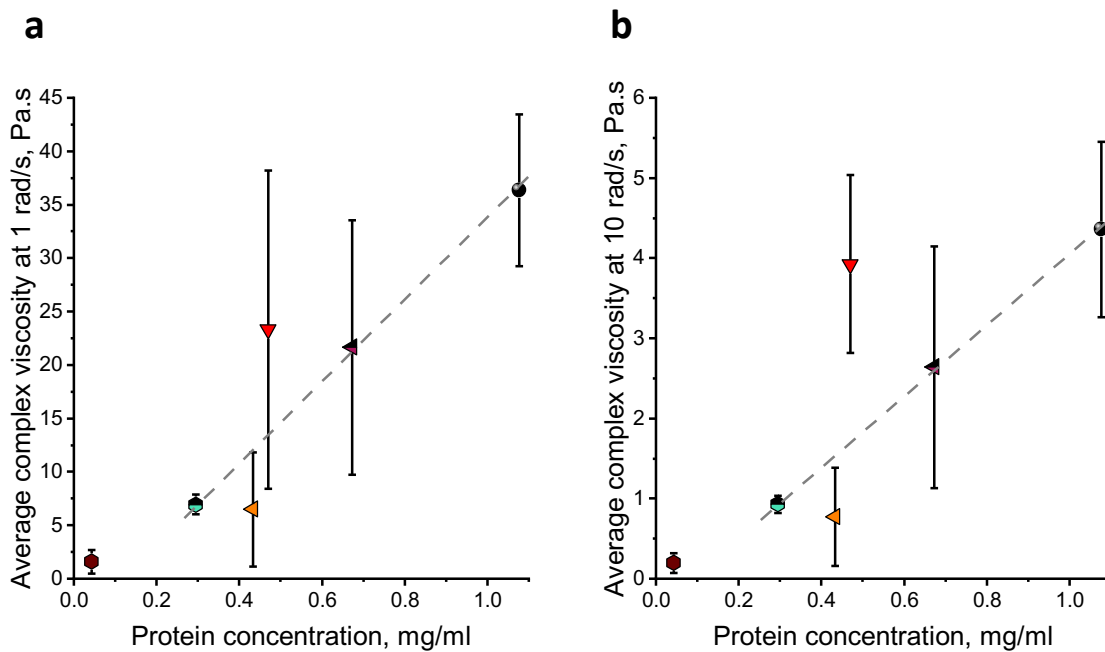 a
Average complex viscosity at 1 rad/s, Pa.s
45
40
35
30
25
20
15
10
5
0
0.0 0.2 0.4 0.6 0.8 1.0
Protein concentration, mg/ml
b
Average complex viscosity at 10 rad/s, Pa.s
6
5
4
3
2
1
0
0.0 0.2 0.4 0.6 0.8 1.0
Protein concentration, mg/ml